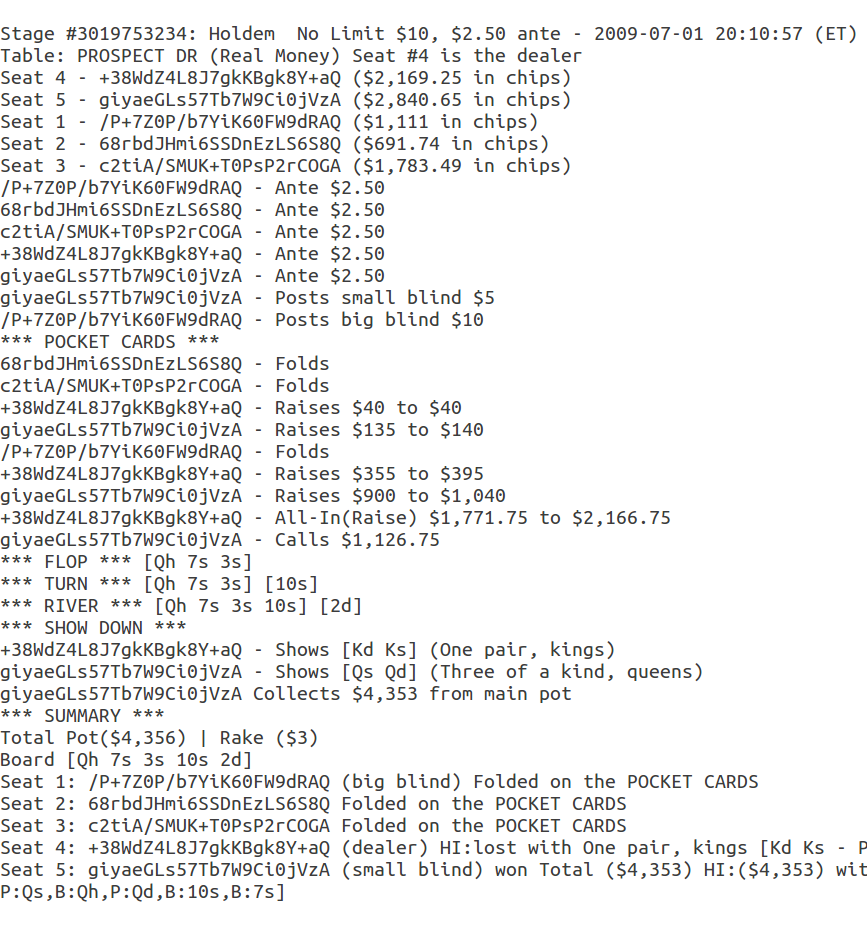 Stage #3019753234: Holdem  No Limit $10, $2.50 ante - 2009-07-01 20:10:57 (ET)
Table: PROSPECT DR (Real Money) Seat #4 is the dealer
Seat 4 - +38WdZ4L8J7gkKBgk8Y+aQ ($2,169.25 in chips)
Seat 5 - giyaeGLs57Tb7W9Ci0jVzA ($2,840.65 in chips)
Seat 1 - /P+7Z0P/b7YiK60FW9dRAQ ($1,111 in chips)
Seat 2 - 68rbdJHmi6SSDnEzLS6S8Q ($691.74 in chips)
Seat 3 - c2tiA/SMUK+T0PsP2rCOGA ($1,783.49 in chips)
/P+7Z0P/b7YiK60FW9dRAQ - Ante $2.50
68rbdJHmi6SSDnEzLS6S8Q - Ante $2.50
c2tiA/SMUK+T0PsP2rCOGA - Ante $2.50
+38WdZ4L8J7gkKBgk8Y+aQ - Ante $2.50
giyaeGLs57Tb7W9Ci0jVzA - Ante $2.50
giyaeGLs57Tb7W9Ci0jVzA - Posts small blind $5
/P+7Z0P/b7YiK60FW9dRAQ - Posts big blind $10
*** POCKET CARDS ***
68rbdJHmi6SSDnEzLS6S8Q - Folds
c2tiA/SMUK+T0PsP2rCOGA - Folds
+38WdZ4L8J7gkKBgk8Y+aQ - Raises $40 to $40
giyaeGLs57Tb7W9Ci0jVzA - Raises $135 to $140
/P+7Z0P/b7YiK60FW9dRAQ - Folds
+38WdZ4L8J7gkKBgk8Y+aQ - Raises $355 to $395
giyaeGLs57Tb7W9Ci0jVzA - Raises $900 to $1,040
+38WdZ4L8J7gkKBgk8Y+aQ - All-In(Raise) $1,771.75 to $2,166.75
giyaeGLs57Tb7W9Ci0jVzA - Calls $1,126.75
*** FLOP *** [Qh 7s 3s]
*** TURN *** [Qh 7s 3s] [10s]
*** RIVER *** [Qh 7s 3s 10s] [2d]
*** SHOW DOWN ***
+38WdZ4L8J7gkKBgk8Y+aQ - Shows [Kd Ks] (One pair, kings)
giyaeGLs57Tb7W9Ci0jVzA - Shows [Qs Qd] (Three of a kind, queens)
giyaeGLs57Tb7W9Ci0jVzA Collects $4,353 from main pot
*** SUMMARY ***
Total Pot($4,356) | Rake ($3)
Board [Qh 7s 3s 10s 2d]
Seat 1: /P+7Z0P/b7YiK60FW9dRAQ (big blind) Folded on the POCKET CARDS
Seat 2: 68rbdJHmi6SSDnEzLS6S8Q Folded on the POCKET CARDS
Seat 3: c2tiA/SMUK+T0PsP2rCOGA Folded on the POCKET CARDS
Seat 4: +38WdZ4L8J7gkKBgk8Y+aQ (dealer) HI:lost with One pair, kings [Kd Ks - P
Seat 5: giyaeGLs57Tb7W9Ci0jVzA (small blind) won Total ($4,353) HI:($4,353) wit
P:Qs,B:Qh,P:Qd,B:10s,B:7s]